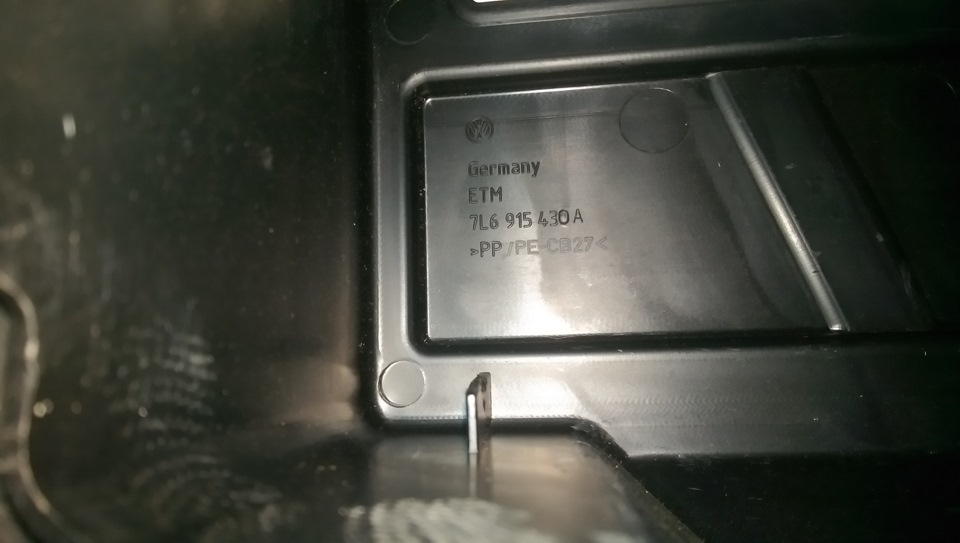 Germany
ETM
7L6 915 430 A
>PP/PE-CB27<